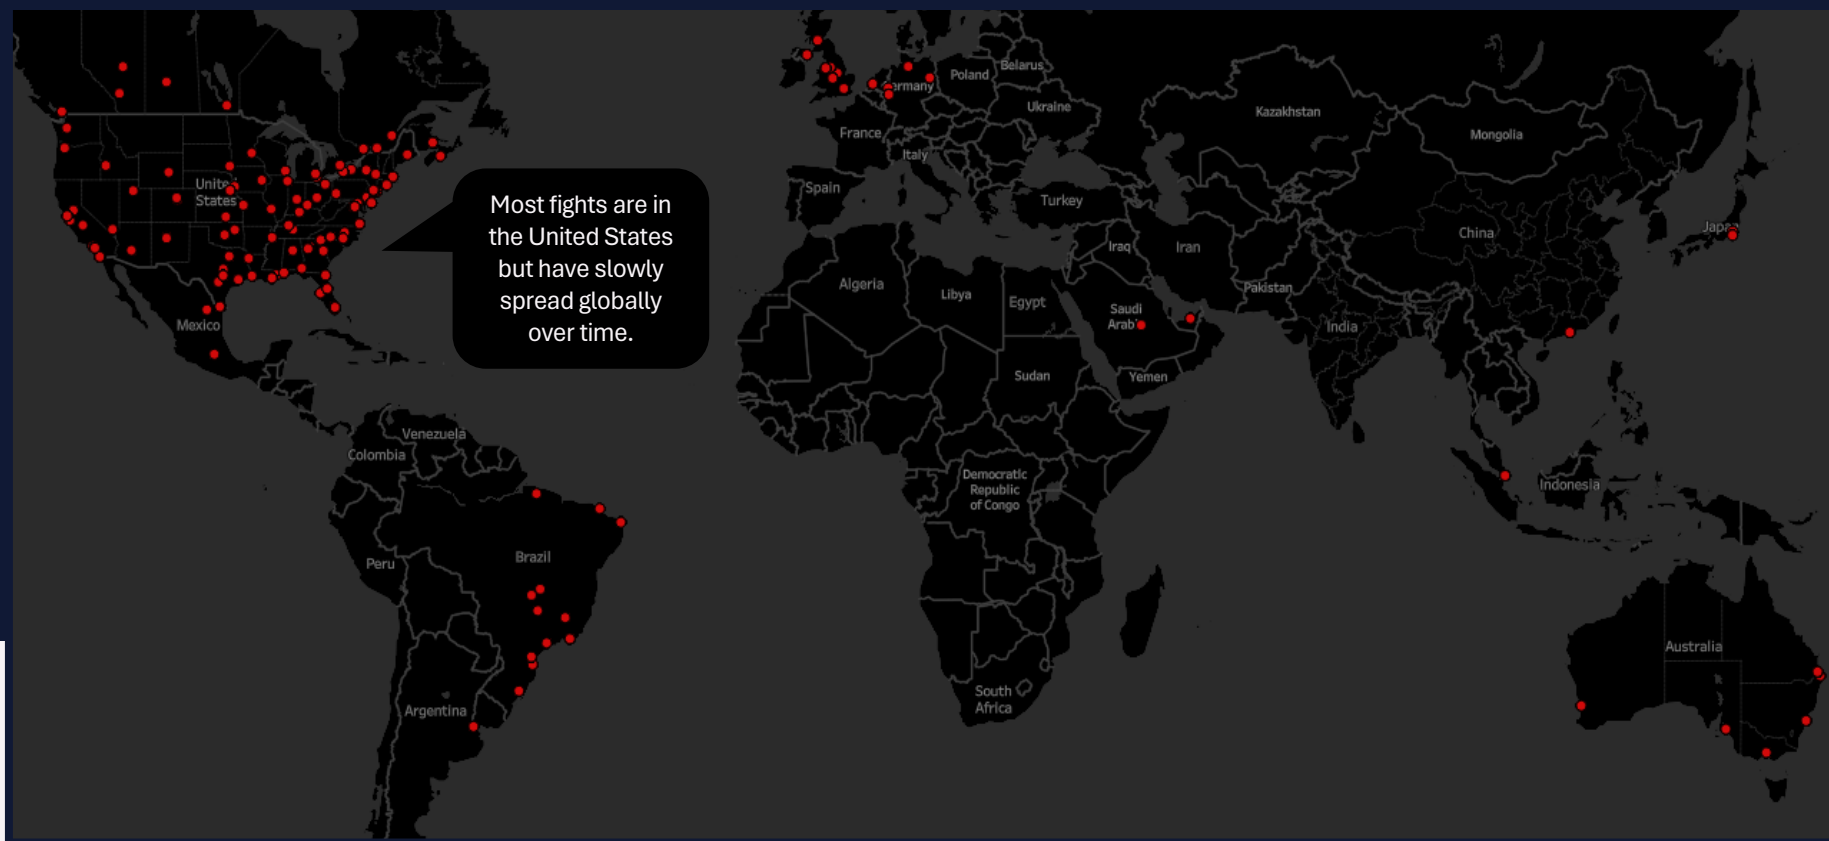 Most fights are in
the United States
but have slowly
spread globally
over time.
United
States
Mexico
Venezuela
Colombia
Brazil
Peru
Argentina
Poland
Belarus
Ukraine
France
Italy
Spain
Turkey
Kazakhstan
Mongolia
China
Iraq
Iran
Pakistan
India
Algeria
Libya
Egypt
Saudi
Sudan
Yemen
Democratic
Republic
of Congo
South
Africa
Indonesia
Australia